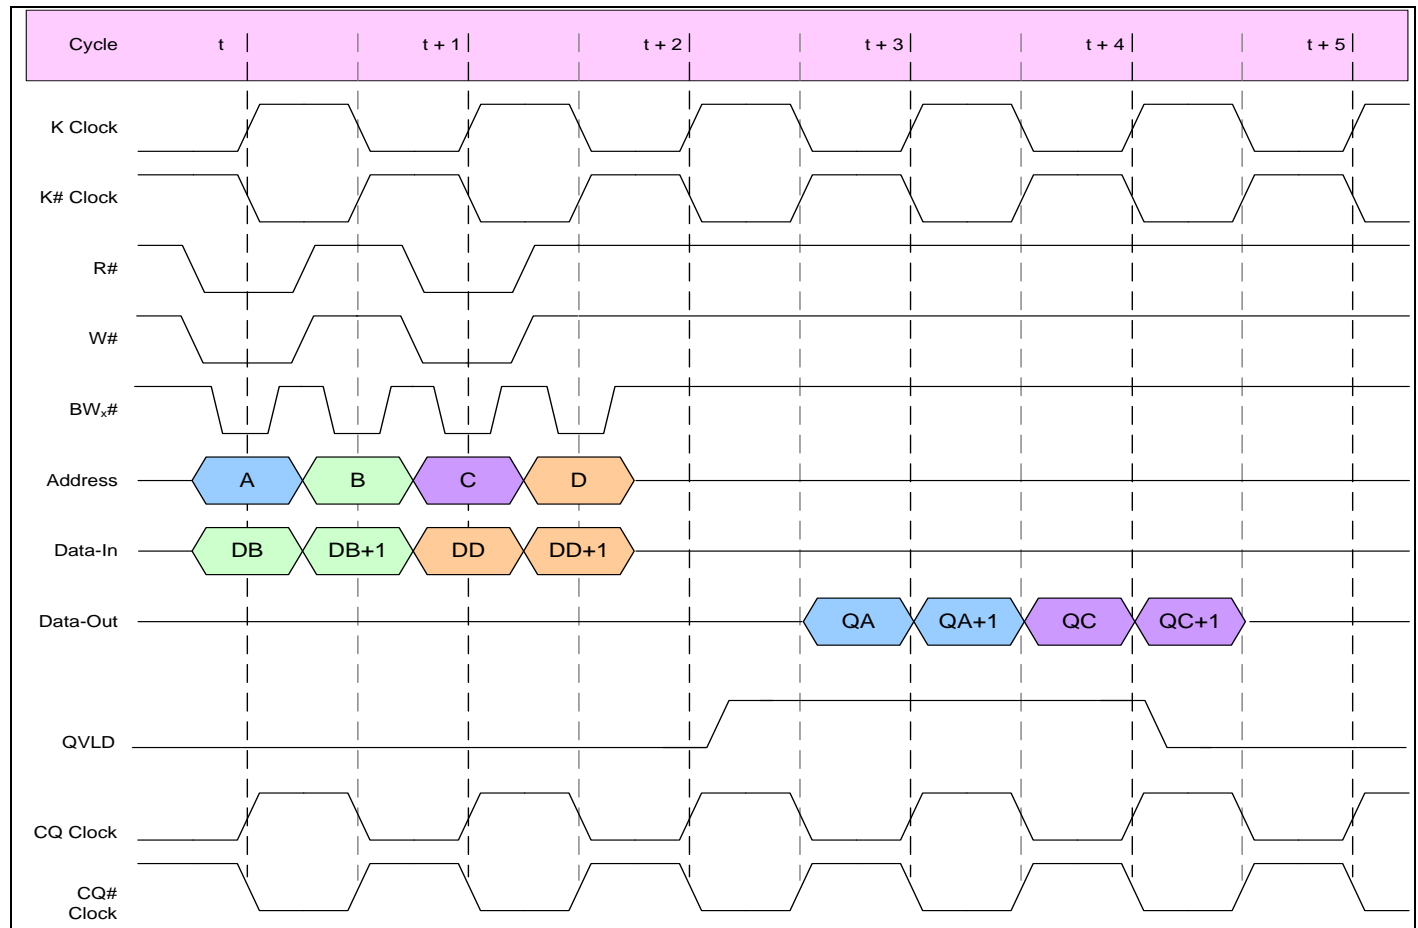 Cycle t t + 1 t + 2 t + 3 t + 4 t + 5
K Clock
K# Clock
R#
W#
BWₓ#
Address A B C D
Data-In DB DB+1 DD DD+1
Data-Out QA QA+1 QC QC+1
QVLD
CQ Clock
CQ#
Clock